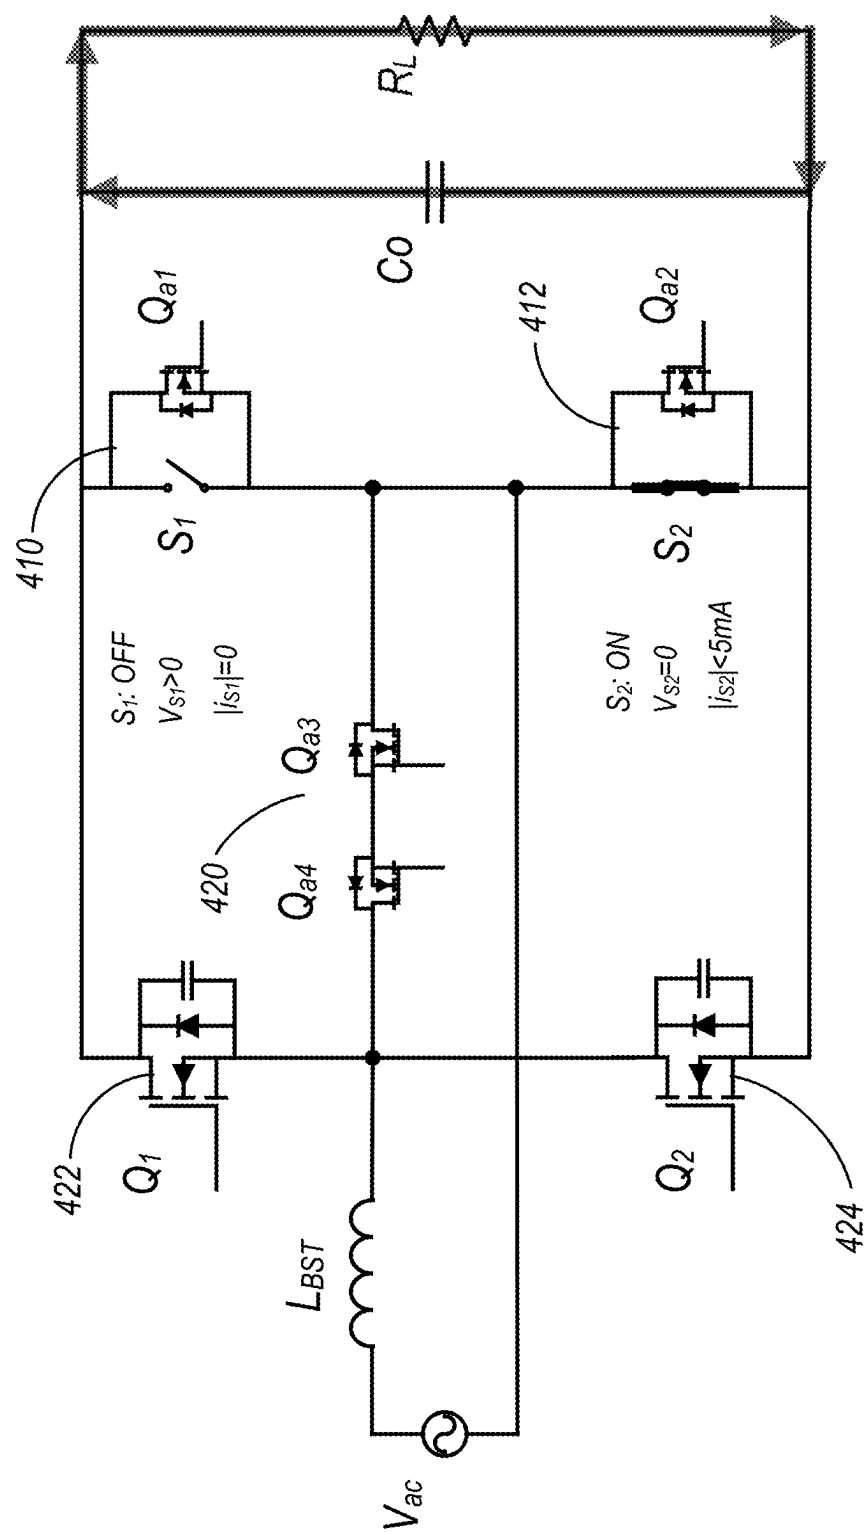 R_L
Co
Q_a1
Q_a2
412
410
S_1
S_2
S_1: OFF
V_S1>0
|i_S1|=0
S_2: ON
V_S2=0
|i_S2|<5mA
Q_a3
420
Q_a4
422
Q_1
Q_2
424
L_BST
V_ac